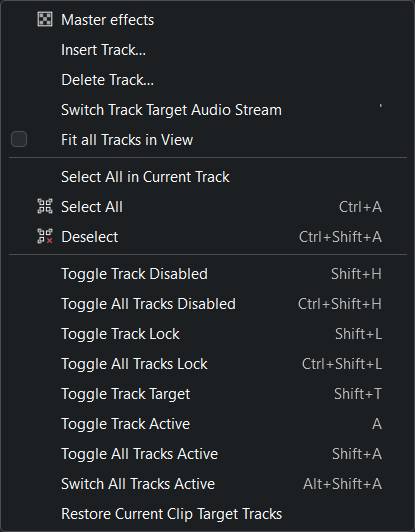 Master effects
Insert Track...
Delete Track...
Switch Track Target Audio Stream '
Fit all Tracks in View
Select All in Current Track
Select All Ctrl+A
Deselect Ctrl+Shift+A
Toggle Track Disabled Shift+H
Toggle All Tracks Disabled Ctrl+Shift+H
Toggle Track Lock Shift+L
Toggle All Tracks Lock Ctrl+Shift+L
Toggle Track Target Shift+T
Toggle Track Active A
Toggle All Tracks Active Shift+A
Switch All Tracks Active Alt+Shift+A
Restore Current Clip Target Tracks